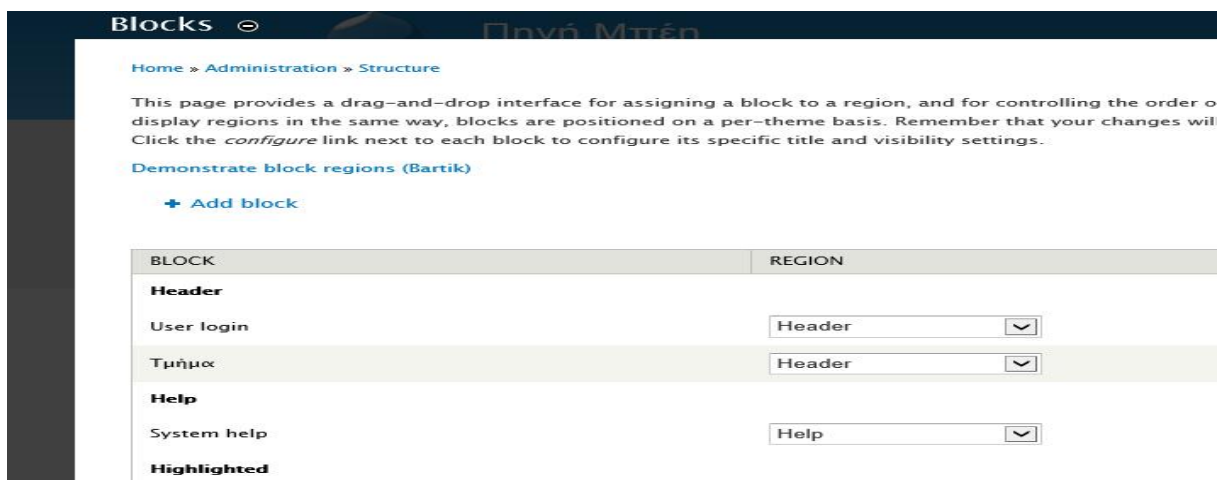 Blocks
Πηγή Μπέη
Home » Administration » Structure
This page provides a drag-and-drop interface for assigning a block to a region, and for controlling the order o
display regions in the same way, blocks are positioned on a per-theme basis. Remember that your changes wil
Click the configure link next to each block to configure its specific title and visibility settings.
Demonstrate block regions (Bartik)
+ Add block
BLOCK REGION
Header
User login Header
Τμήμα Header
Help
System help Help
Highlighted